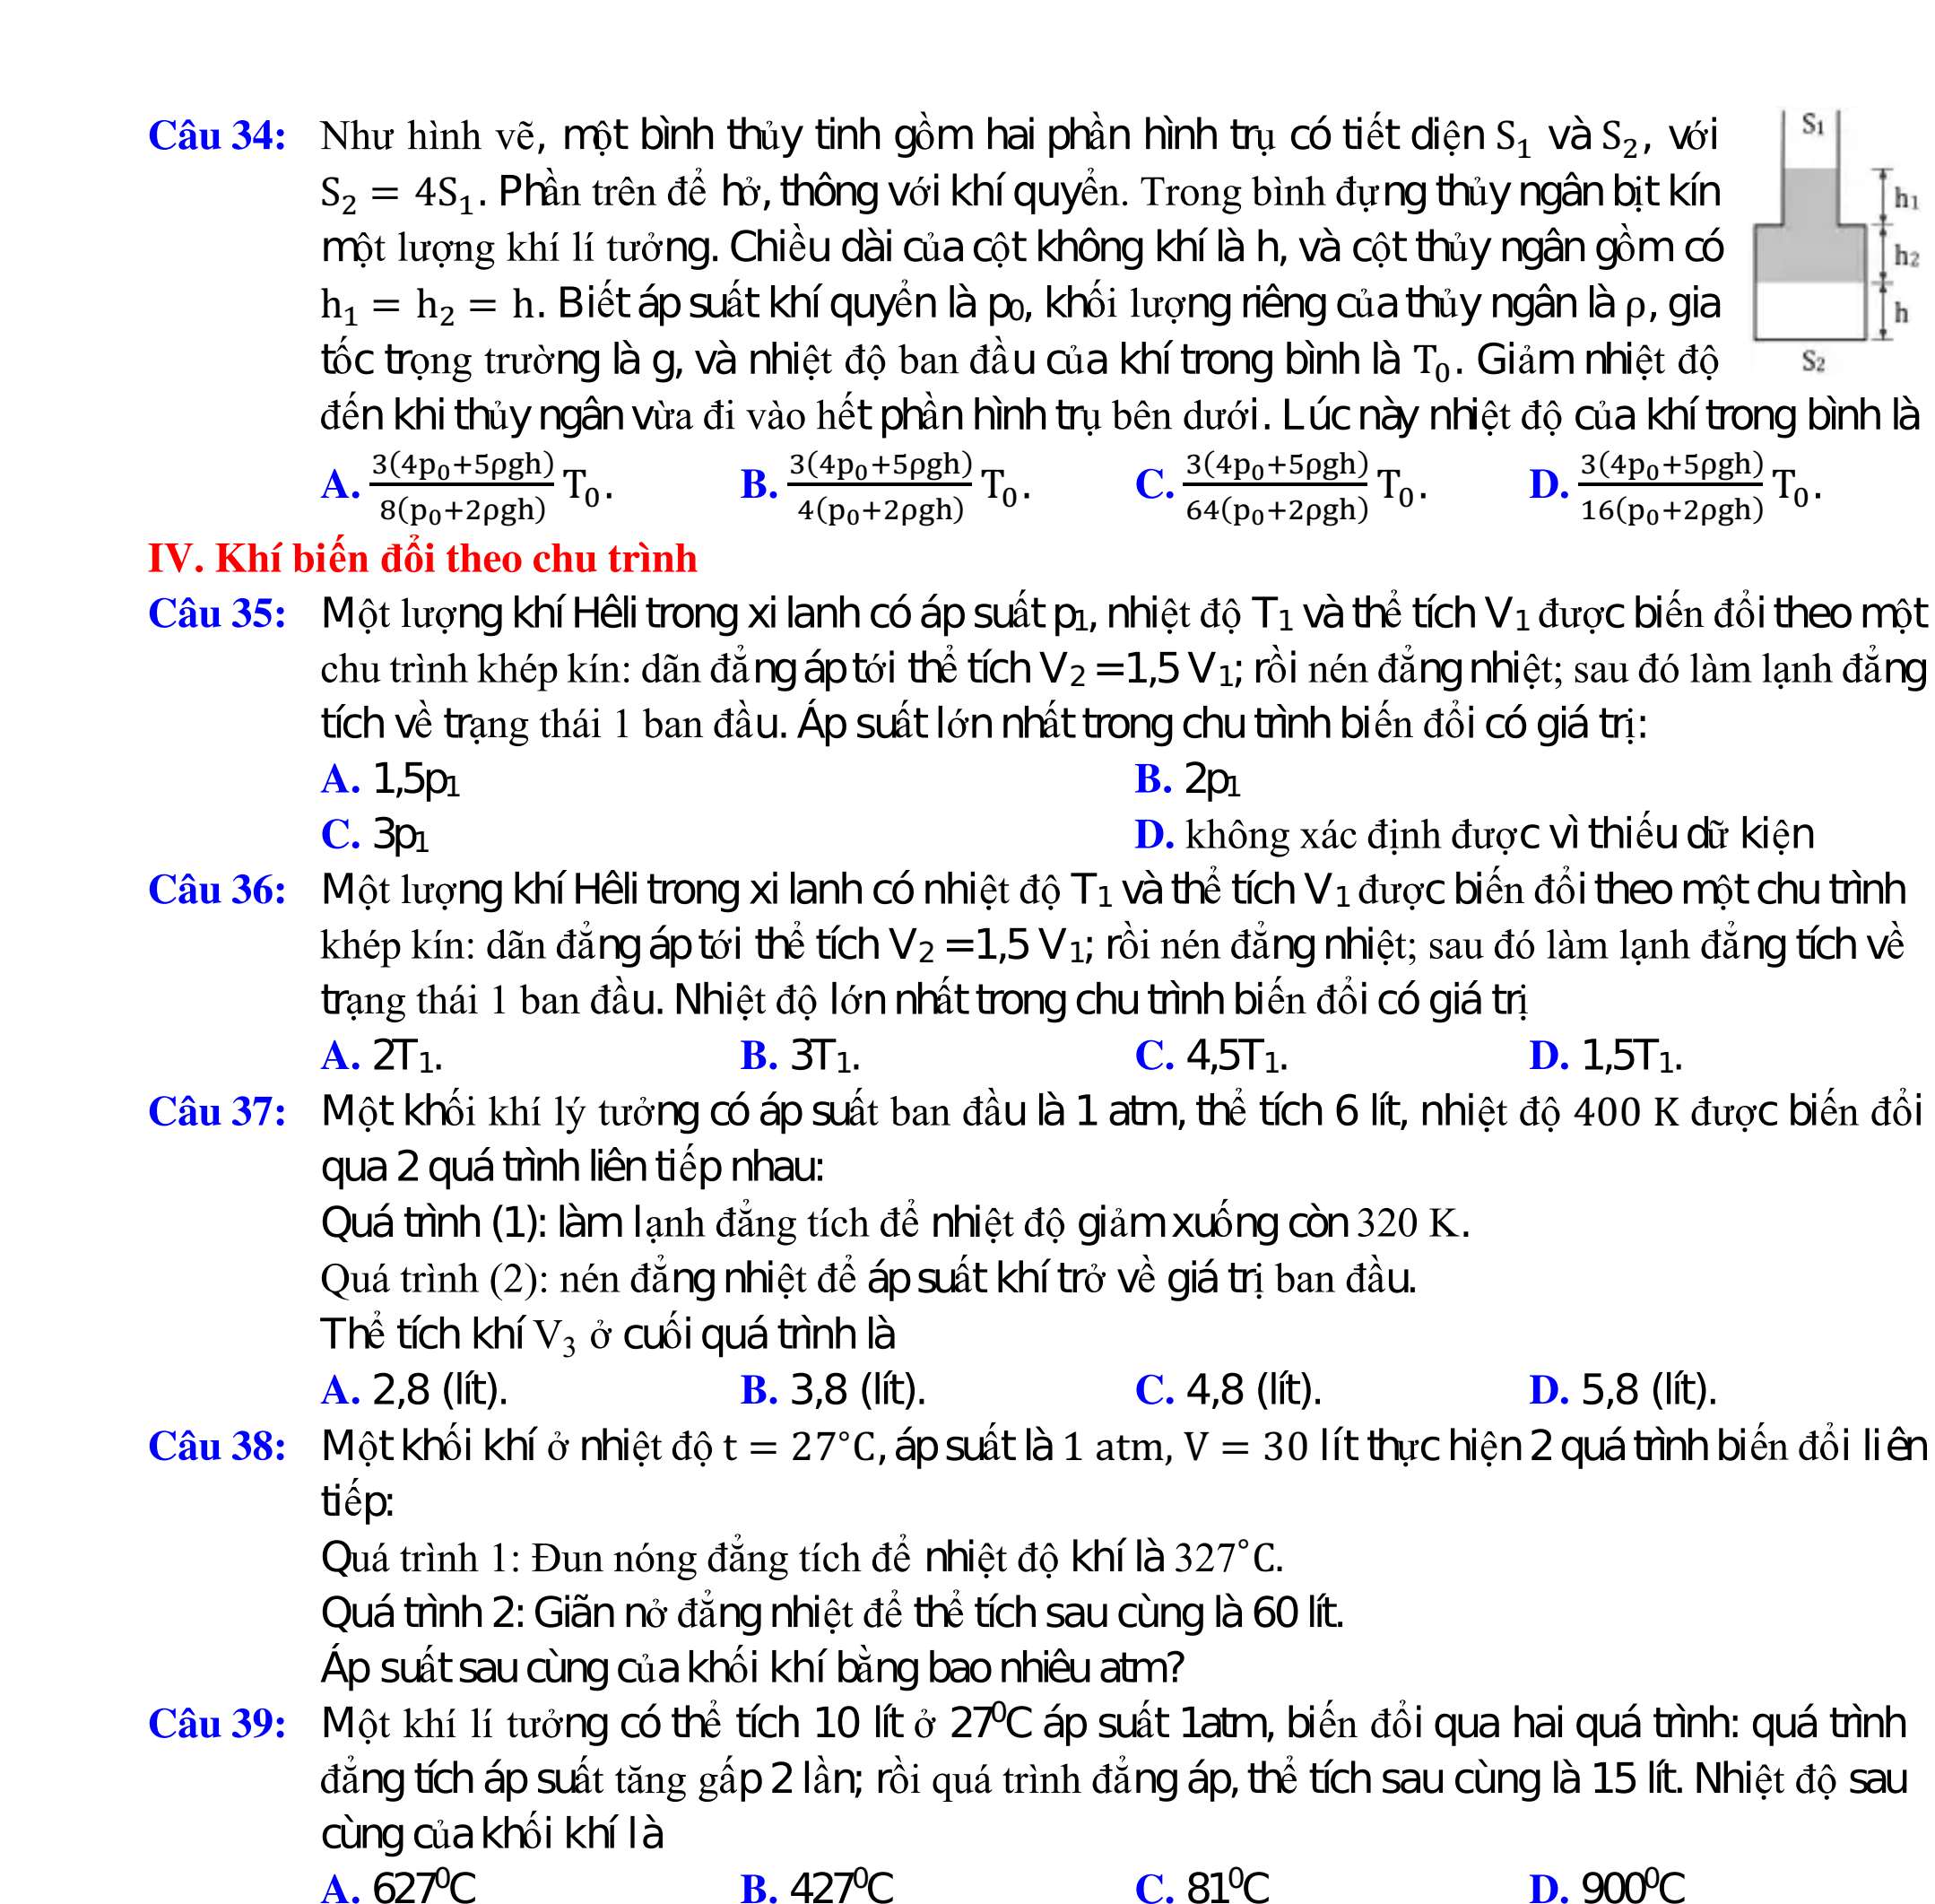 Câu 34: Như hình vẽ, một bình thủy tinh gồm hai phần hình trụ có tiết diện S₁ và S₂, với
S₂ = 4S₁. Phần trên để hở, thông với khí quyển. Trong bình đựng thủy ngân bịt kín
một lượng khí lí tưởng. Chiều dài của cột không khí là h, và cột thủy ngân gồm có
h₁ = h₂ = h. Biết áp suất khí quyển là p₀, khối lượng riêng của thủy ngân là ρ, gia
tốc trọng trường là g, và nhiệt độ ban đầu của khí trong bình là T₀. Giảm nhiệt độ
đến khi thủy ngân vừa đi vào hết phần hình trụ bên dưới. Lúc này nhiệt độ của khí trong bình là
S₁
h₁
h₂
h
S₂
A. 3(4p₀+5ρgh)/8(p₀+2ρgh) T₀. B. 3(4p₀+5ρgh)/4(p₀+2ρgh) T₀. C. 3(4p₀+5ρgh)/64(p₀+2ρgh) T₀. D. 3(4p₀+5ρgh)/16(p₀+2ρgh) T₀.
IV. Khí biến đổi theo chu trình
Câu 35: Một lượng khí Hêli trong xi lanh có áp suất p₁, nhiệt độ T₁ và thể tích V₁ được biến đổi theo một
chu trình khép kín: dãn đẳng áp tới thể tích V₂ =1,5 V₁; rồi nén đẳng nhiệt; sau đó làm lạnh đẳng
tích về trạng thái 1 ban đầu. Áp suất lớn nhất trong chu trình biến đổi có giá trị:
A. 1,5p₁ B. 2p₁
C. 3p₁ D. không xác định được vì thiếu dữ kiện
Câu 36: Một lượng khí Hêli trong xi lanh có nhiệt độ T₁ và thể tích V₁ được biến đổi theo một chu trình
khép kín: dãn đẳng áp tới thể tích V₂ =1,5 V₁; rồi nén đẳng nhiệt; sau đó làm lạnh đẳng tích về
trạng thái 1 ban đầu. Nhiệt độ lớn nhất trong chu trình biến đổi có giá trị
A. 2T₁. B. 3T₁. C. 4,5T₁. D. 1,5T₁.
Câu 37: Một khối khí lý tưởng có áp suất ban đầu là 1 atm, thể tích 6 lít, nhiệt độ 400 K được biến đổi
qua 2 quá trình liên tiếp nhau:
Quá trình (1): làm lạnh đẳng tích để nhiệt độ giảm xuống còn 320 K.
Quá trình (2): nén đẳng nhiệt để áp suất khí trở về giá trị ban đầu.
Thể tích khí V₃ ở cuối quá trình là
A. 2,8 (lít). B. 3,8 (lít). C. 4,8 (lít). D. 5,8 (lít).
Câu 38: Một khối khí ở nhiệt độ t = 27°C, áp suất là 1 atm, V = 30 lít thực hiện 2 quá trình biến đổi liên
tiếp:
Quá trình 1: Đun nóng đẳng tích để nhiệt độ khí là 327°C.
Quá trình 2: Giãn nở đẳng nhiệt để thể tích sau cùng là 60 lít.
Áp suất sau cùng của khối khí bằng bao nhiêu atm?
Câu 39: Một khí lí tưởng có thể tích 10 lít ở 27⁰C áp suất 1atm, biến đổi qua hai quá trình: quá trình
đẳng tích áp suất tăng gấp 2 lần; rồi quá trình đẳng áp, thể tích sau cùng là 15 lít. Nhiệt độ sau
cùng của khối khí là
A. 627⁰C B. 427⁰C C. 81⁰C D. 900⁰C